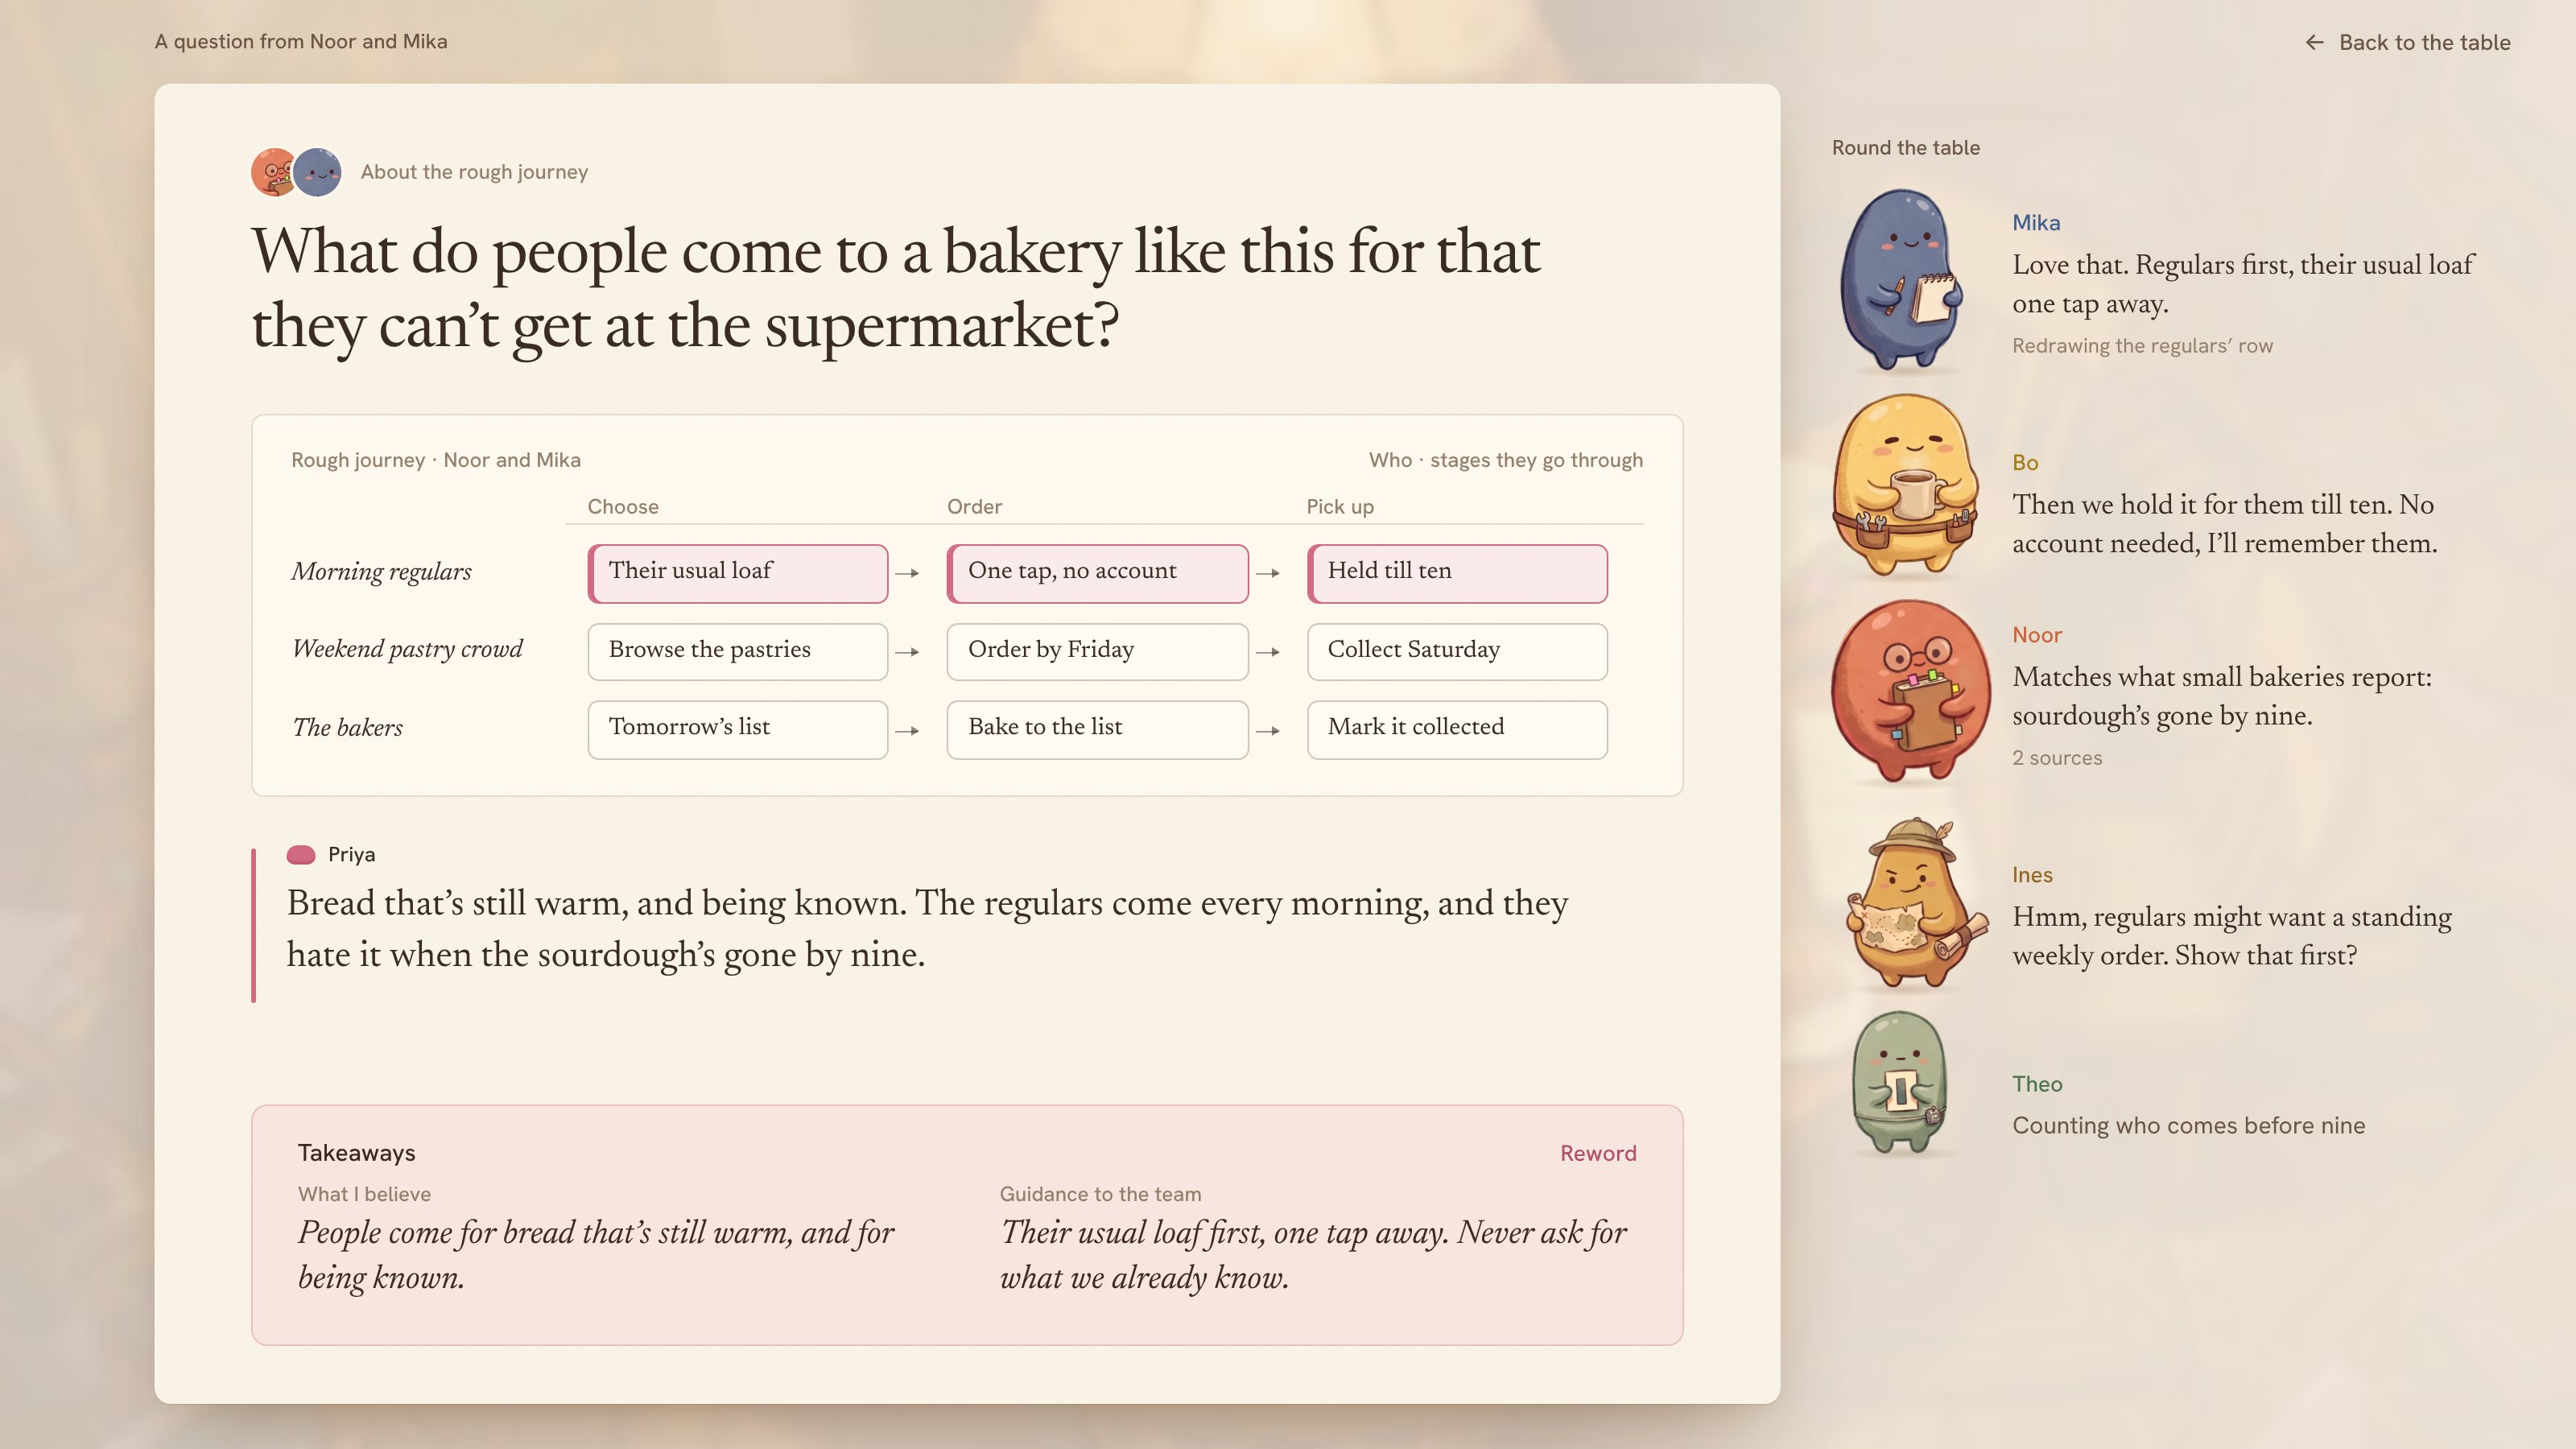 A question from Noor and Mika
← Back to the table
About the rough journey
What do people come to a bakery like this for that
they can’t get at the supermarket?
Rough journey · Noor and Mika
Who · stages they go through
Choose
Order
Pick up
Morning regulars
Their usual loaf
One tap, no account
Held till ten
Weekend pastry crowd
Browse the pastries
Order by Friday
Collect Saturday
The bakers
Tomorrow’s list
Bake to the list
Mark it collected
Priya
Bread that’s still warm, and being known. The regulars come every morning, and they
hate it when the sourdough’s gone by nine.
Takeaways
Reword
What I believe
People come for bread that’s still warm, and for
being known.
Guidance to the team
Their usual loaf first, one tap away. Never ask for
what we already know.
Round the table
Mika
Love that. Regulars first, their usual loaf
one tap away.
Redrawing the regulars’ row
Bo
Then we hold it for them till ten. No
account needed, I’ll remember them.
Noor
Matches what small bakeries report:
sourdough’s gone by nine.
2 sources
Ines
Hmm, regulars might want a standing
weekly order. Show that first?
Theo
Counting who comes before nine